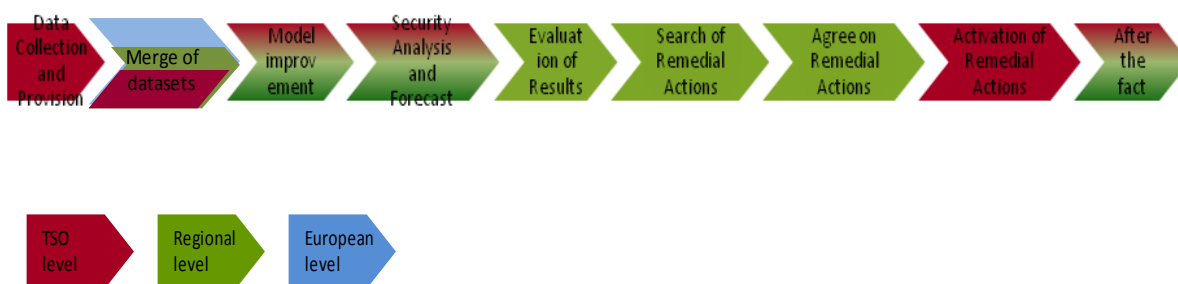 Data
Collection
and
Provision
Merge of
datasets
Model
improv
ement
Security
Analysis
and
Forecast
Evaluat
ion of
Results
Search of
Remedial
Actions
Agree on
Remedial
Actions
Activation of
Remedial
Actions
After
the
fact
TSO
level
Regional
level
European
level